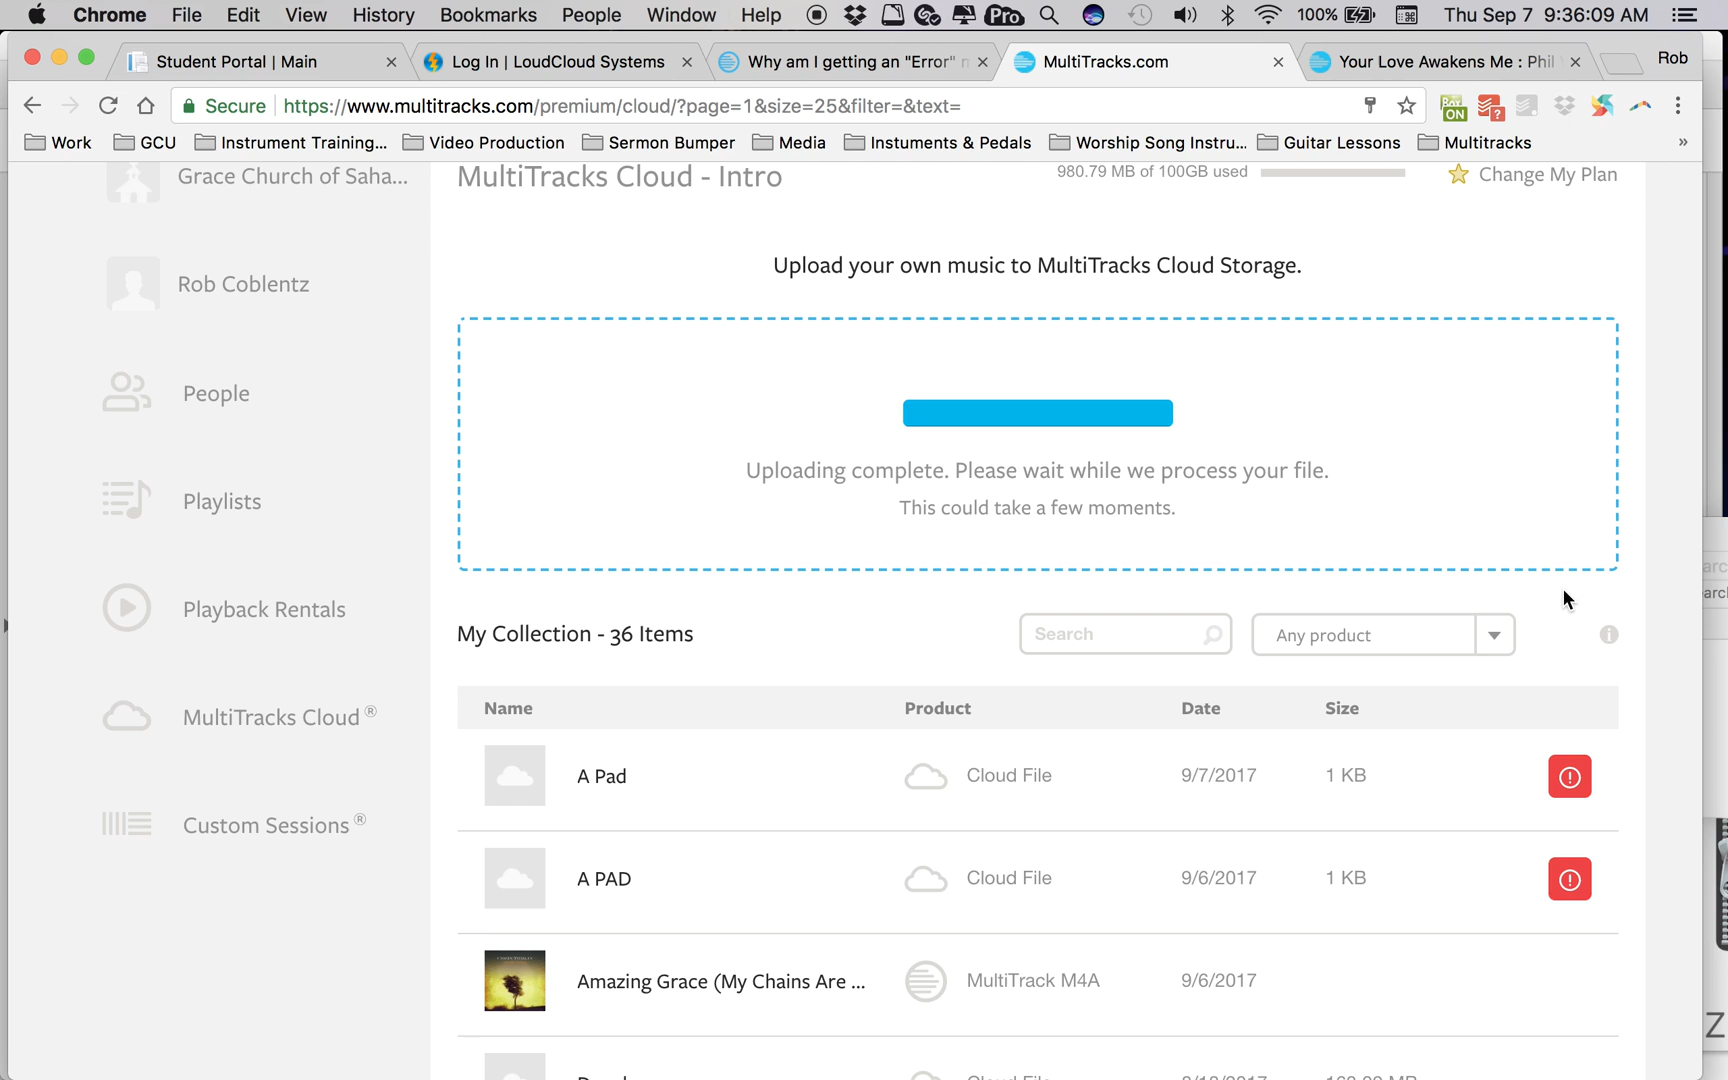 Chrome File Edit View History Bookmarks People Window Help Pro 100% Thu Sep 7 9:36:09 AM
Student Portal | Main
Log In | LoudCloud Systems
Why am I getting an "Error"
MultiTracks.com
Your Love Awakens Me : Phil
Rob
Secure https://www.multitracks.com/premium/cloud/?page=1&size=25&filter=&text=
ON
Work GCU Instrument Training... Video Production Sermon Bumper Media Instuments & Pedals Worship Song Instru... Guitar Lessons Multitracks »
Grace Church of Saha...
Rob Coblentz
People
Playlists
Playback Rentals
MultiTracks Cloud ®
Custom Sessions ®
MultiTracks Cloud - Intro
980.79 MB of 100GB used
Change My Plan
Upload your own music to MultiTracks Cloud Storage.
Uploading complete. Please wait while we process your file.
This could take a few moments.
My Collection - 36 Items
Search
Any product
Name Product Date Size
A Pad Cloud File 9/7/2017 1 KB
A PAD Cloud File 9/6/2017 1 KB
Amazing Grace (My Chains Are ... MultiTrack M4A 9/6/2017